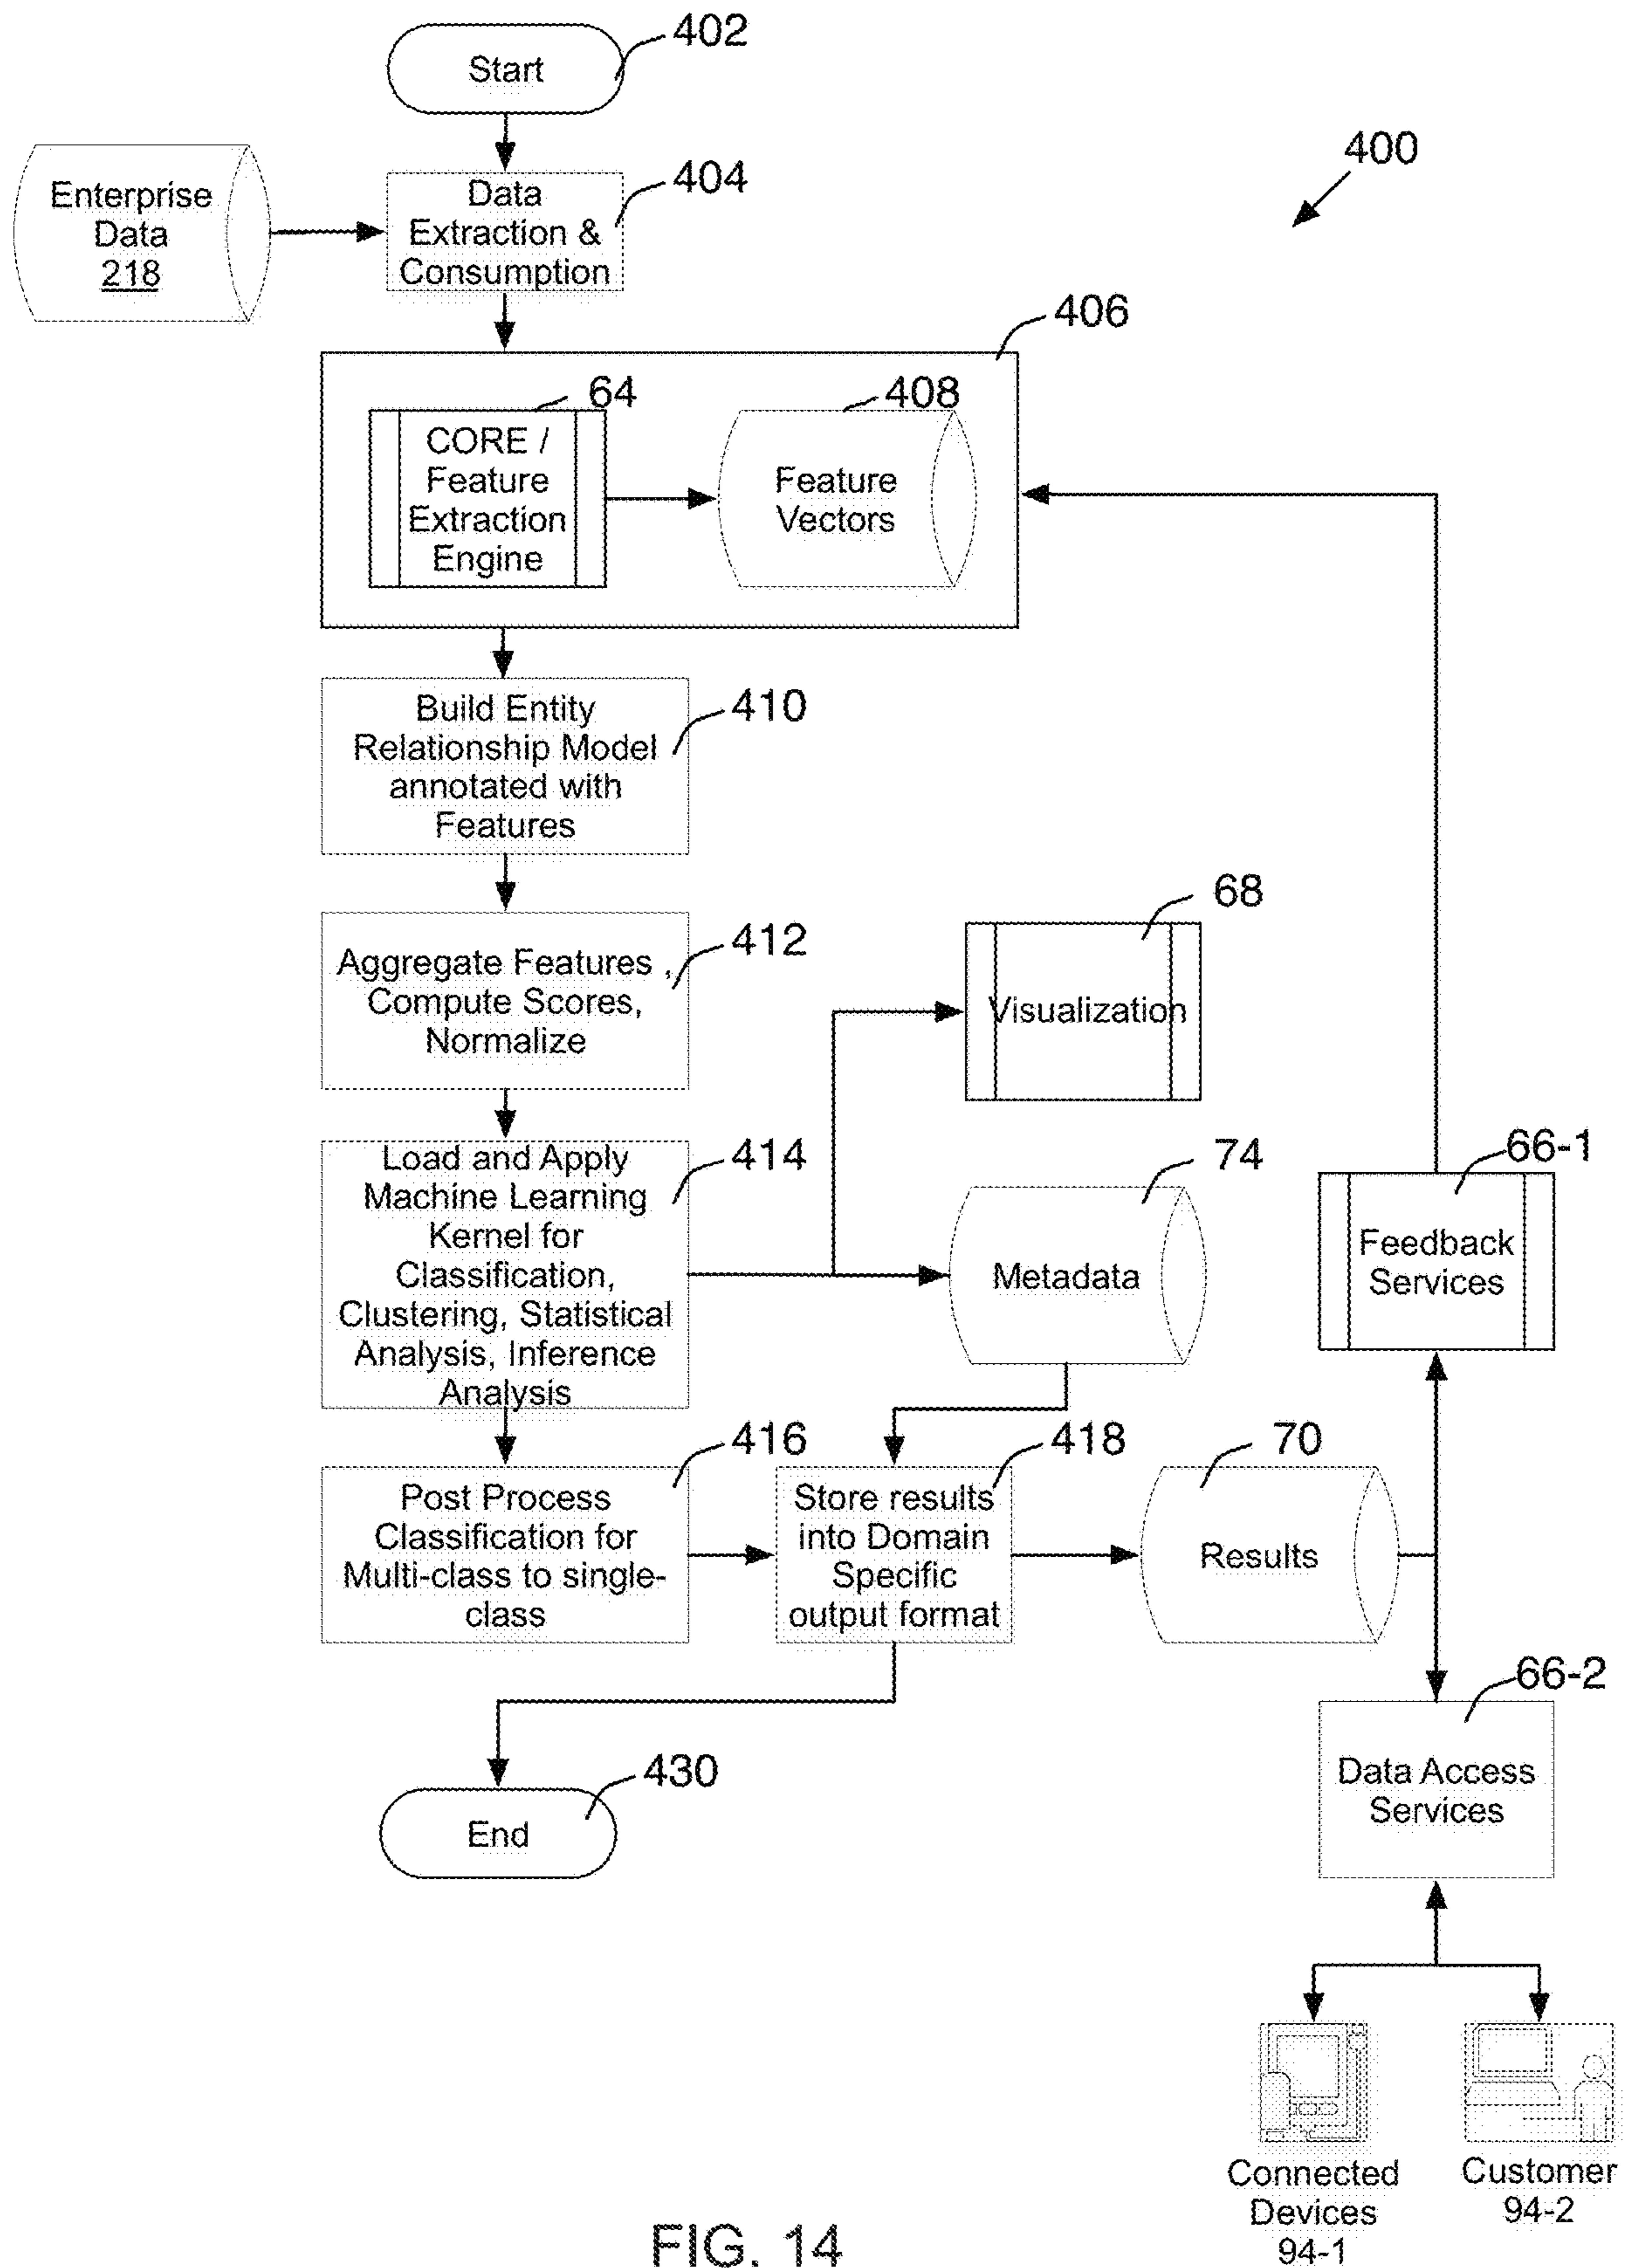 402
Start
400
Enterprise
Data
218
404
Data
Extraction &
Consumption
406
64
CORE /
Feature
Extraction
Engine
408
Feature
Vectors
410
Build Entity
Relationship Model
annotated with
Features
412
Aggregate Features ,
Compute Scores,
Normalize
68
Visualization
414
Load and Apply
Machine Learning
Kernel for
Classification,
Clustering, Statistical
Analysis, Inference
Analysis
74
Metadata
66-1
Feedback
Services
416
Post Process
Classification for
Multi-class to single-
class
418
Store results
into Domain
Specific
output format
70
Results
66-2
Data Access
Services
430
End
Connected
Devices
94-1
Customer
94-2
FIG. 14